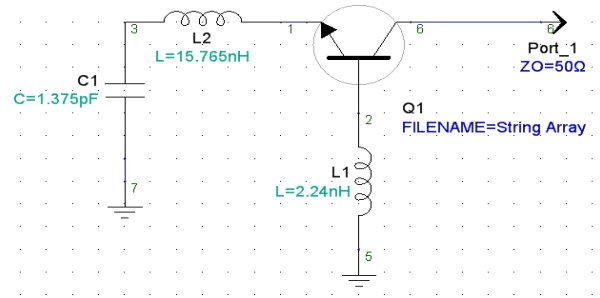 3
L2
L=15.765nH
1
6
6
Port_1
ZO=50Ω
C1
C=1.375pF
Q1
FILENAME=String Array
2
7
L1
L=2.24nH
5